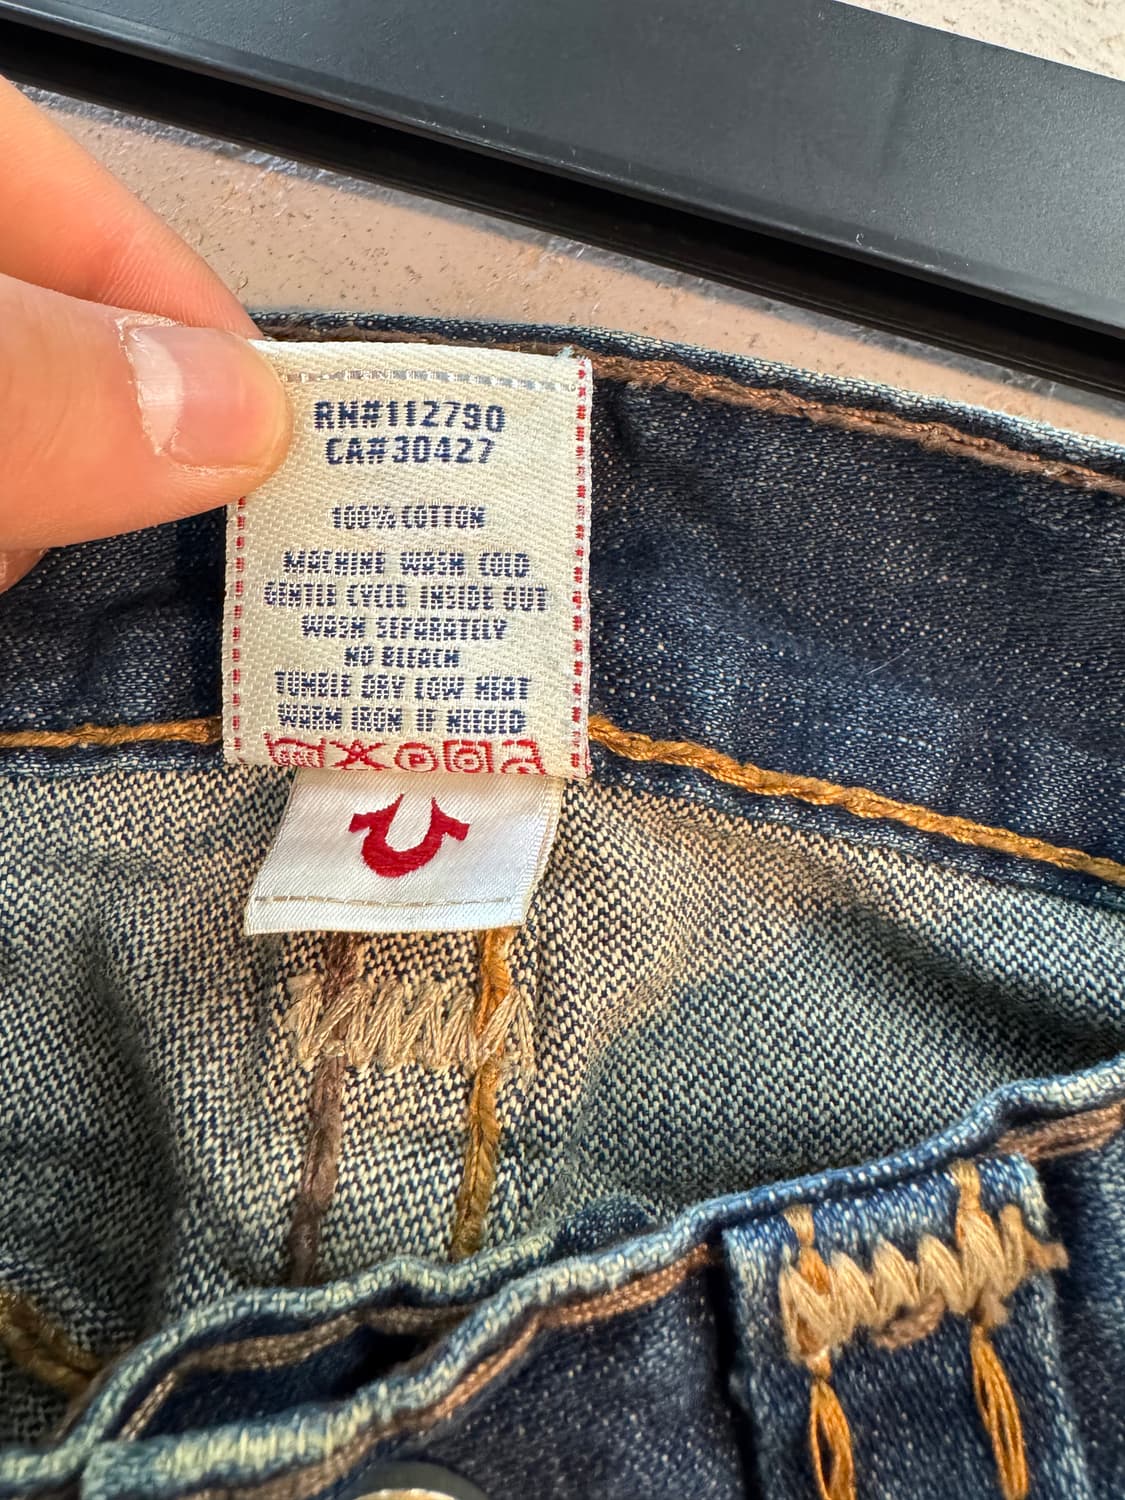 RN#112790
CA#30427
100% COTTON
MACHINE WASH COLD
GENTLE CYCLE INSIDE OUT
WASH SEPARATELY
NO BLEACH
TUMBLE DRY LOW HEAT
WARM IRON IF NEEDED